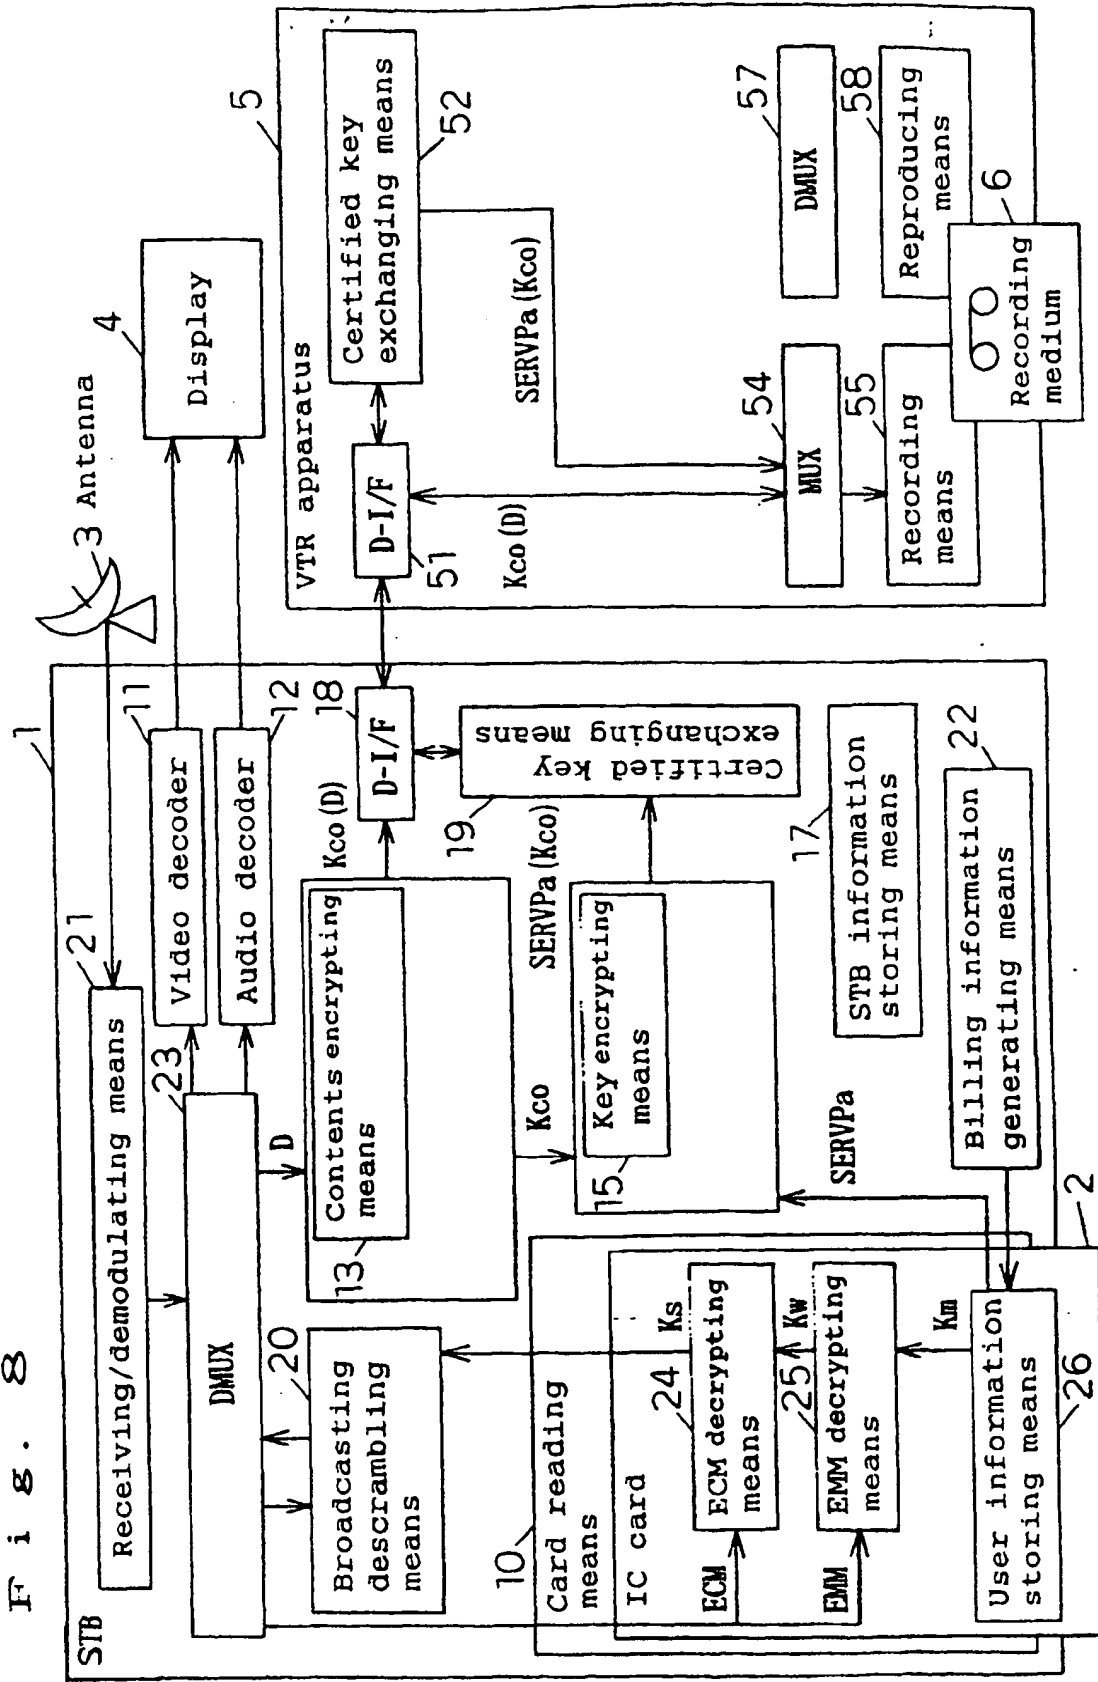 Fig. 8
STB
1
Receiving/demodulating means
21
3 Antenna
DMUX
23
Video decoder
11
Audio decoder
12
4
Display
Broadcasting
descrambling
means
20
D
Contents encrypting
means
13
Kco(D)
D-I/F
18
Certified key
exchanging means
19
SERVPa(Kco)
Kco
Key encrypting
means
15
SERVPa
STB information
storing means
17
Billing information
generating means
22
10
Card reading
means
IC card
2
ECM
ECM decrypting
means
24
Ks
Kw
EMM
EMM decrypting
means
25
Km
User information
storing means
26
VTR apparatus
5
D-I/F
51
Certified key
exchanging means
52
SERVPa(Kco)
Kco(D)
MUX
54
DMUX
57
Recording
means
55
Reproducing
means
58
Recording
medium
6